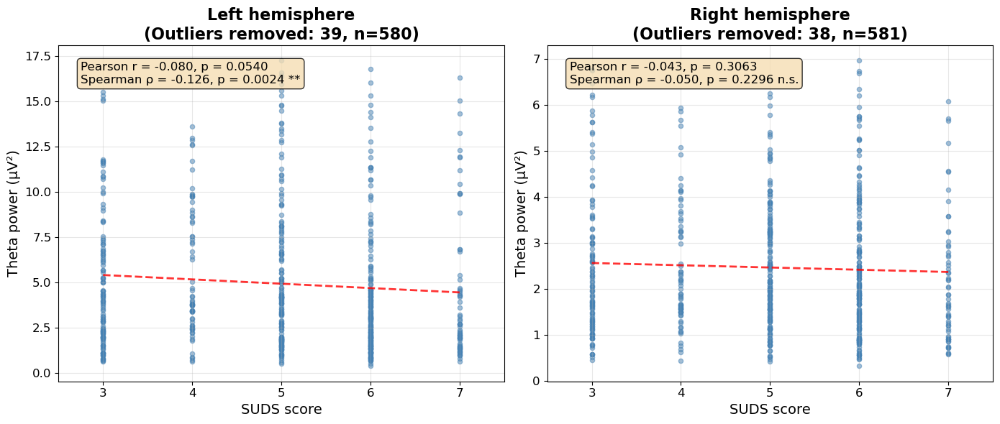 Left hemisphere
(Outliers removed: 39, n=580)
Pearson r = -0.080, p = 0.0540
Spearman ρ = -0.126, p = 0.0024 **
Theta power (μV²)
17.5
15.0
12.5
10.0
7.5
5.0
2.5
0.0
3 4 5 6 7
SUDS score
Right hemisphere
(Outliers removed: 38, n=581)
Pearson r = -0.043, p = 0.3063
Spearman ρ = -0.050, p = 0.2296 n.s.
Theta power (μV²)
7
6
5
4
3
2
1
0
3 4 5 6 7
SUDS score